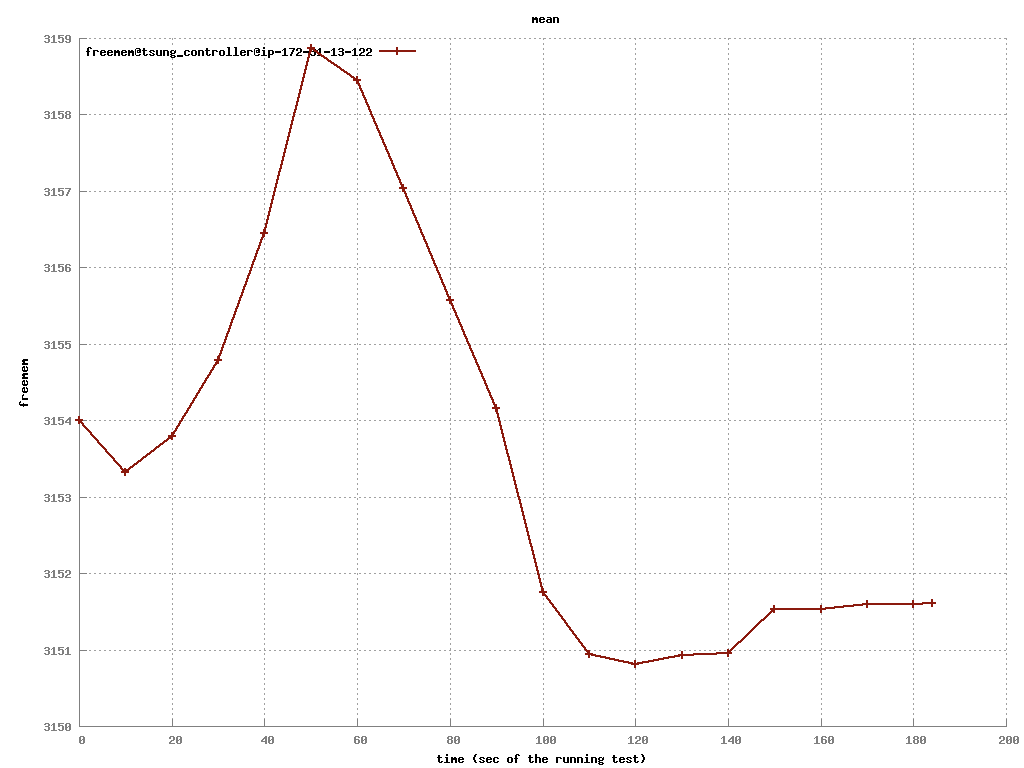 mean
3159
freemem@tsung_controller@ip-172-31-13-122
3158
3157
3156
3155
freemem
3154
3153
3152
3151
3150
0 20 40 60 80 100 120 140 160 180 200
time (sec of the running test)